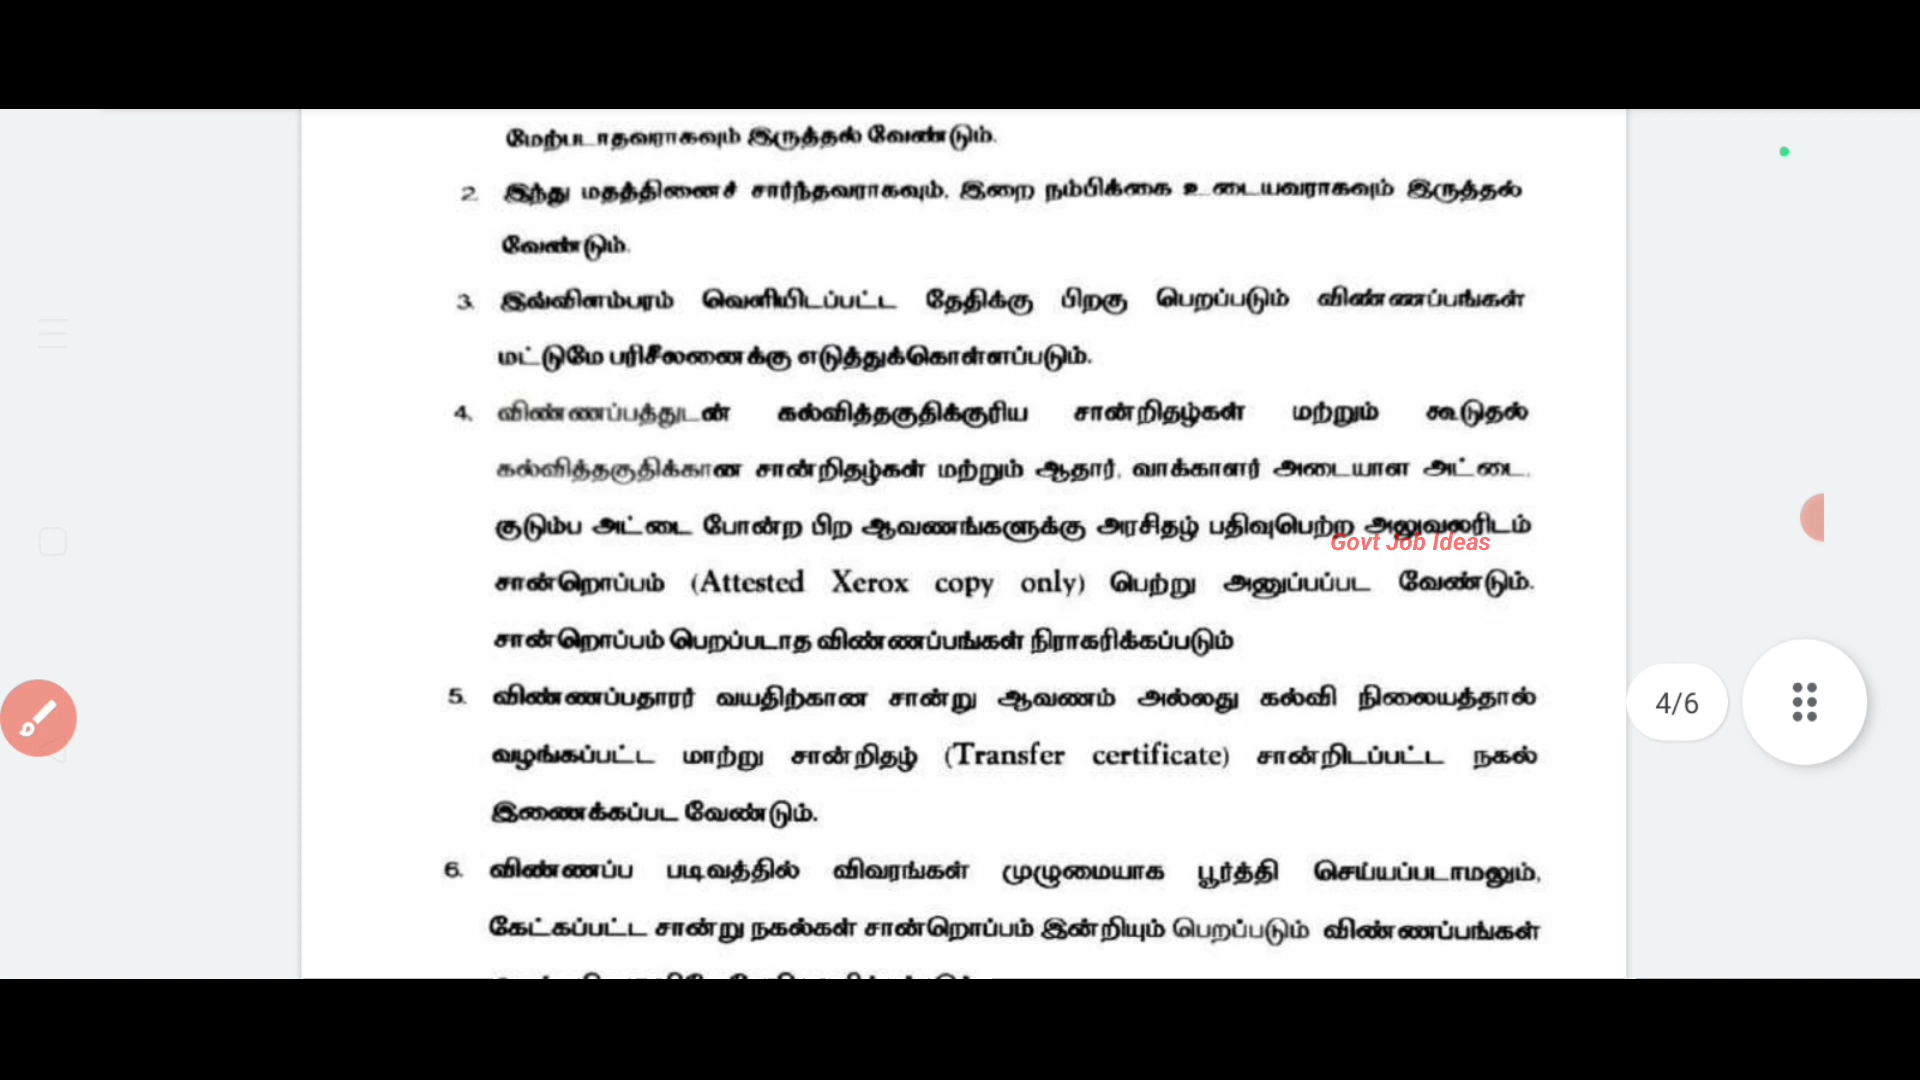 மேற்படாதவராகவும் இருத்தல் வேண்டும்.
2. இந்து மதத்தினைச் சார்ந்தவராகவும், இறை நம்பிக்கை உடையவராகவும் இருத்தல்
வேண்டும்.
3. இவ்விளம்பரம் வெளியிடப்பட்ட தேதிக்கு பிறகு பெறப்படும் விண்ணப்பங்கள்
மட்டுமே பரிசீலனைக்கு எடுத்துக்கொள்ளப்படும்.
4. விண்ணப்பத்துடன் கல்வித்தகுதிக்குரிய சான்றிதழ்கள் மற்றும் கூடுதல்
கல்வித்தகுதிக்கான சான்றிதழ்கள் மற்றும் ஆதார், வாக்காளர் அடையாள அட்டை,
குடும்ப அட்டை போன்ற பிற ஆவணங்களுக்கு அரசிதழ் பதிவுபெற்ற அலுவலரிடம்
Govt Job Ideas
சான்றொப்பம் (Attested Xerox copy only) பெற்று அனுப்பப்பட வேண்டும்.
சான்றொப்பம் பெறப்படாத விண்ணப்பங்கள் நிராகரிக்கப்படும்
5. விண்ணப்பதாரர் வயதிற்கான சான்று ஆவணம் அல்லது கல்வி நிலையத்தால்
வழங்கப்பட்ட மாற்று சான்றிதழ் (Transfer certificate) சான்றிடப்பட்ட நகல்
இணைக்கப்பட வேண்டும்.
4/6
6. விண்ணப்ப படிவத்தில் விவரங்கள் முழுமையாக பூர்த்தி செய்யப்படாமலும்,
கேட்கப்பட்ட சான்று நகல்கள் சான்றொப்பம் இன்றியும் பெறப்படும் விண்ணப்பங்கள்